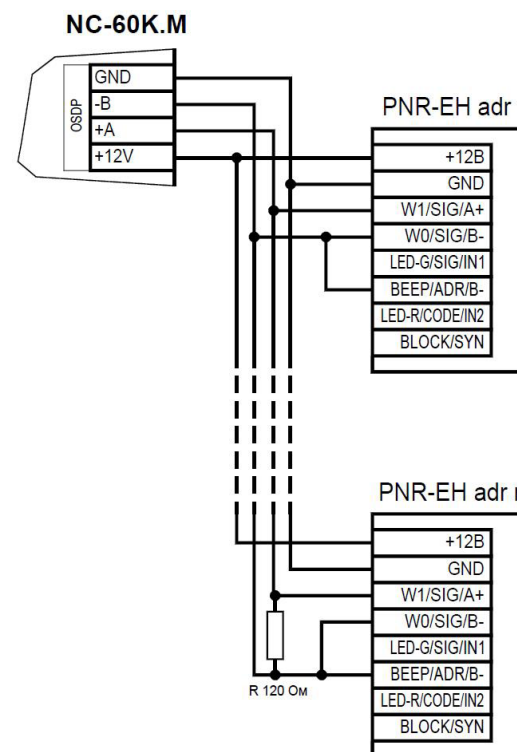 NC-60K.M
OSDP
GND
-B
+A
+12V
PNR-EH adr
+12B
GND
W1/SIG/A+
W0/SIG/B-
LED-G/SIG/IN1
BEEP/ADR/B-
LED-R/CODE/IN2
BLOCK/SYN
PNR-EH adr
+12B
GND
W1/SIG/A+
W0/SIG/B-
LED-G/SIG/IN1
BEEP/ADR/B-
LED-R/CODE/IN2
BLOCK/SYN
R 120 Ом